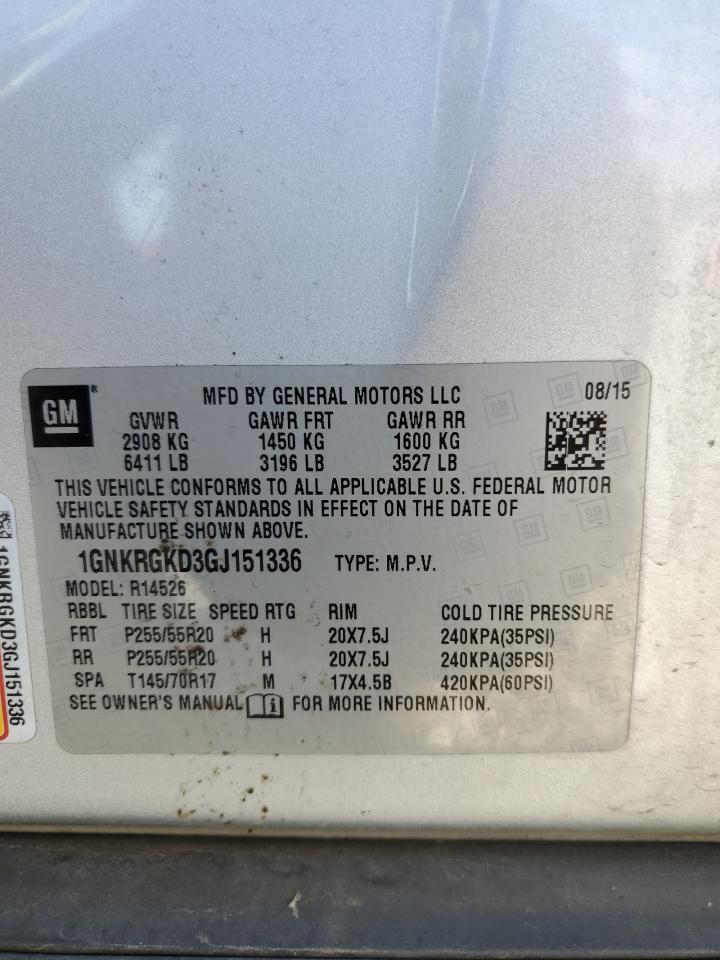 GM®
MFD BY GENERAL MOTORS LLC 08/15
GVWR GAWR FRT GAWR RR
2908 KG 1450 KG 1600 KG
6411 LB 3196 LB 3527 LB
THIS VEHICLE CONFORMS TO ALL APPLICABLE U.S. FEDERAL MOTOR
VEHICLE SAFETY STANDARDS IN EFFECT ON THE DATE OF
MANUFACTURE SHOWN ABOVE.
1GNKRGKD3GJ151336 TYPE: M.P.V.
MODEL: R14526
RBBL TIRE SIZE SPEED RTG RIM COLD TIRE PRESSURE
FRT P255/55R20 H 20X7.5J 240KPA(35PSI)
RR P255/55R20 H 20X7.5J 240KPA(35PSI)
SPA T145/70R17 M 17X4.5B 420KPA(60PSI)
SEE OWNER'S MANUAL FOR MORE INFORMATION.
1GNKRGKD3GJ151336